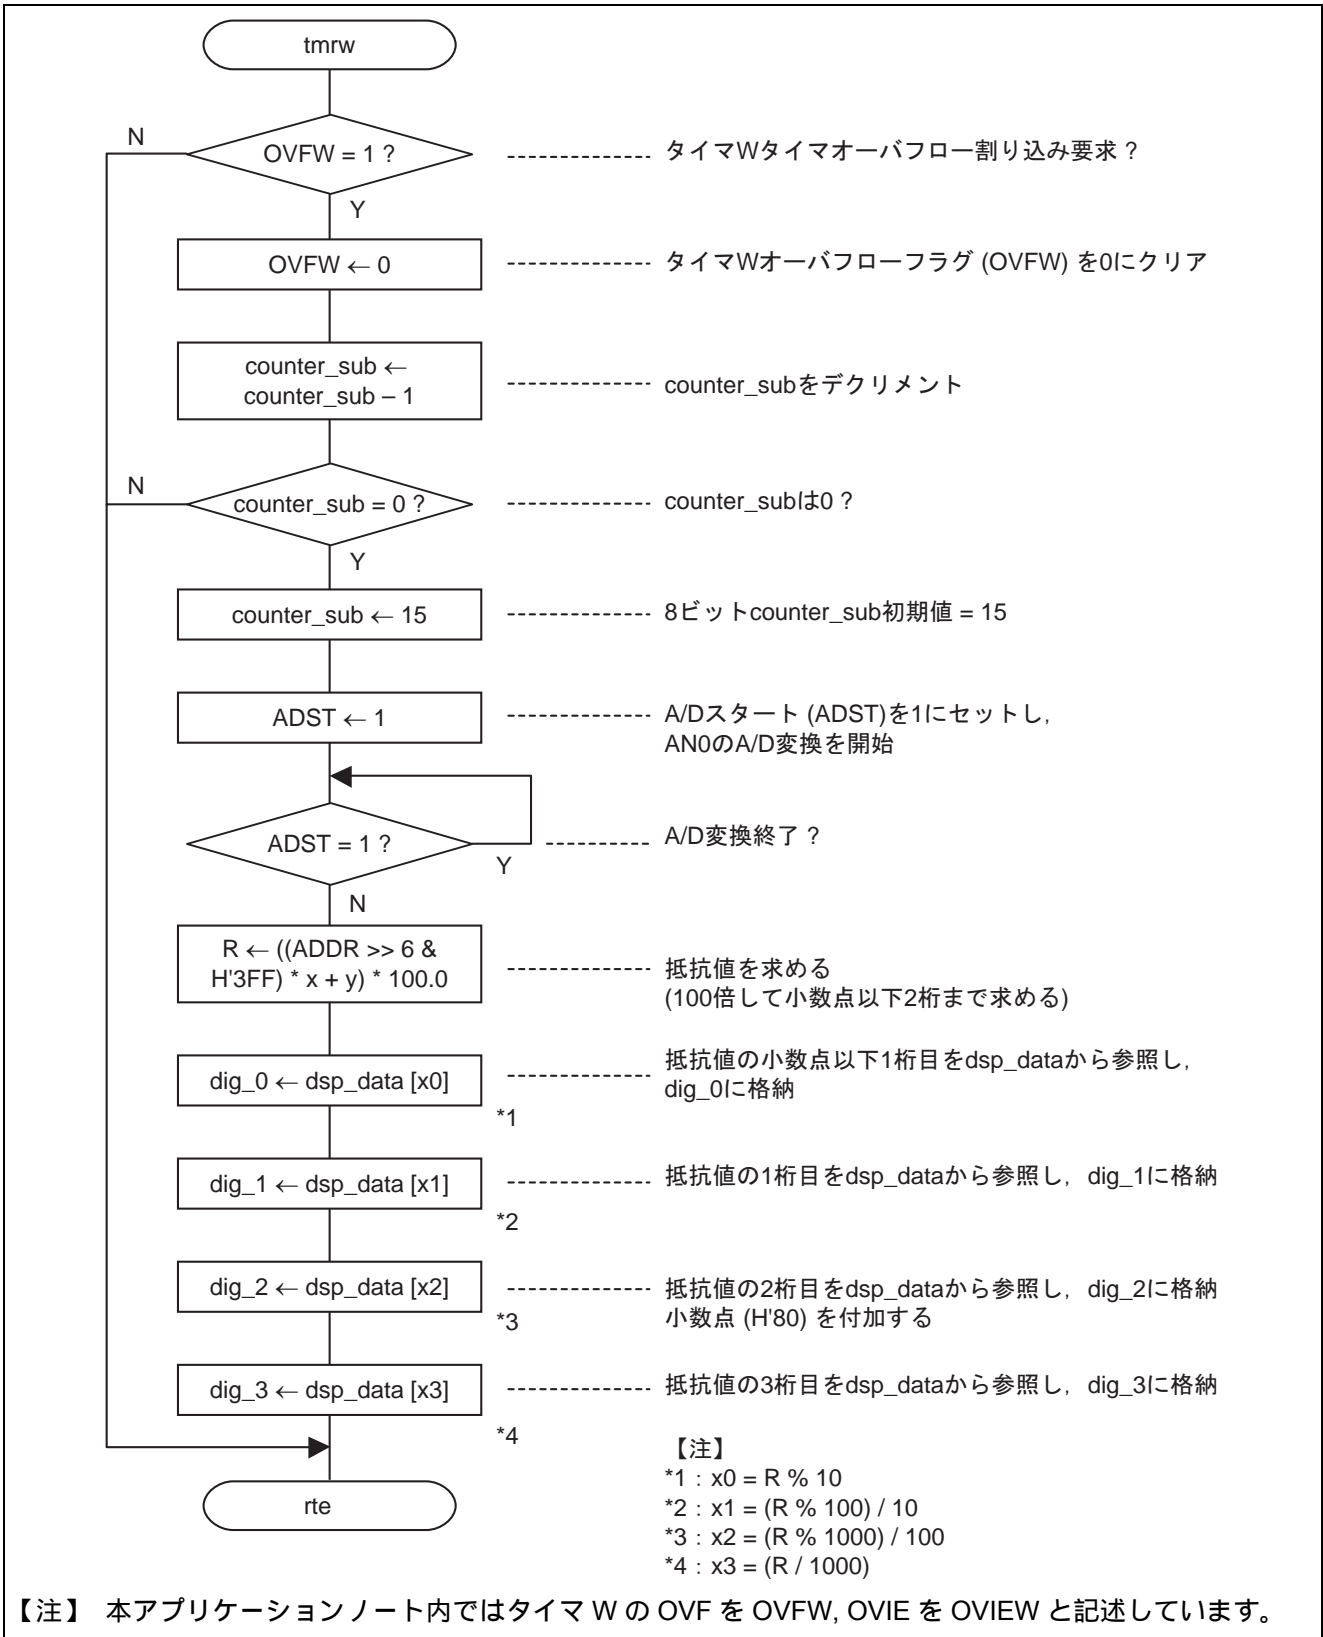 tmrw
N
OVFW = 1 ?
タイマWタイマオーバフロー割り込み要求 ?
Y
OVFW ← 0
タイマWオーバフローフラグ (OVFW) を0にクリア
counter_sub ←
counter_sub – 1
counter_subをデクリメント
N
counter_sub = 0 ?
counter_subは0 ?
Y
counter_sub ← 15
8ビットcounter_sub初期値 = 15
ADST ← 1
A/Dスタート (ADST)を1にセットし,
AN0のA/D変換を開始
ADST = 1 ?
A/D変換終了 ?
Y
N
R ← ((ADDR >> 6 &
H'3FF) * x + y) * 100.0
抵抗値を求める
(100倍して小数点以下2桁まで求める)
dig_0 ← dsp_data [x0]
*1
抵抗値の小数点以下1桁目をdsp_dataから参照し,
dig_0に格納
dig_1 ← dsp_data [x1]
*2
抵抗値の1桁目をdsp_dataから参照し, dig_1に格納
dig_2 ← dsp_data [x2]
*3
抵抗値の2桁目をdsp_dataから参照し, dig_2に格納
小数点 (H'80) を付加する
dig_3 ← dsp_data [x3]
*4
抵抗値の3桁目をdsp_dataから参照し, dig_3に格納
rte
【注】
*1 : x0 = R % 10
*2 : x1 = (R % 100) / 10
*3 : x2 = (R % 1000) / 100
*4 : x3 = (R / 1000)
【注】 本アプリケーションノート内ではタイマ W の OVF を OVFW, OVIE を OVIEW と記述しています。